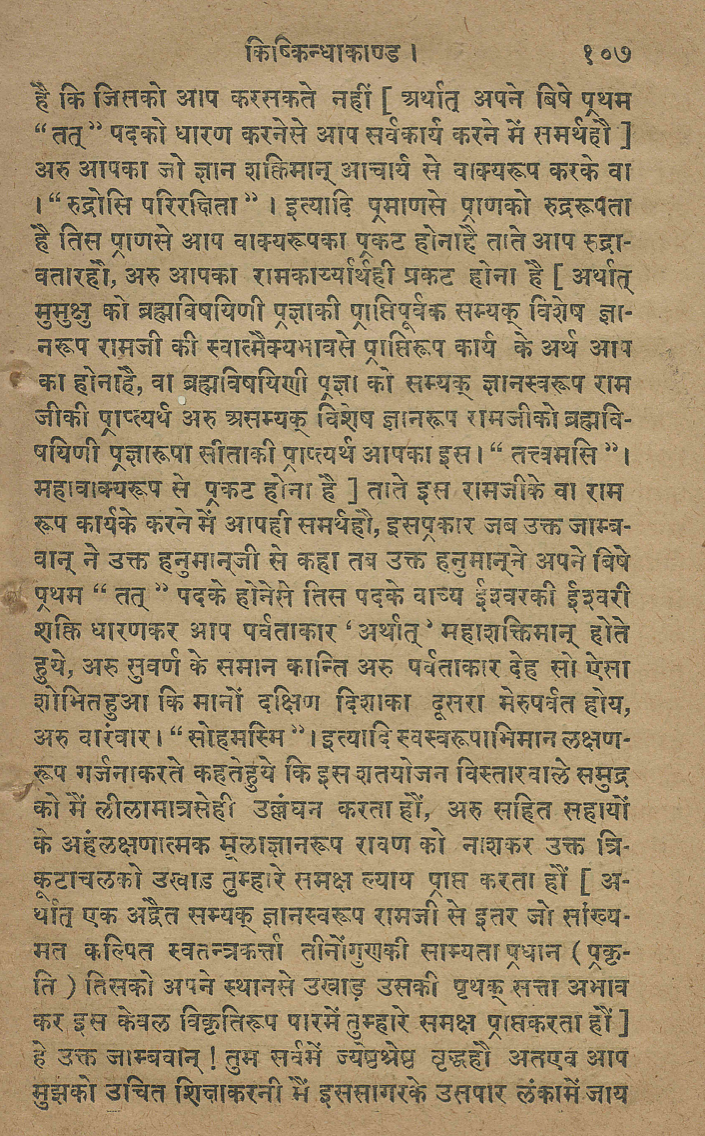 किष्किन्धाकाण्ड। १०७
है कि जिसको आप करसकते नहीं [ अर्थात् अपने बिषे प्रथम
“तत्” पदको धारण करनेसे आप सर्वकार्य करने में समर्थहौ ]
अरु आपका जो ज्ञान शक्तिमान् आचार्य से वाक्यरूप करके वा
।“रुद्रोसि परिरक्षिता”। इत्यादि प्रमाणसे प्राणको रुद्ररूपता
है तिस प्राणसे आप वाक्यरूपका प्रकट होनाहै ताते आप रुद्रा-
वतारहौ, अरु आपका रामकार्य्यार्थही प्रकट होना है [ अर्थात्
मुमुक्षु को ब्रह्मविषयिणी प्रज्ञाकी प्राप्तिपूर्वक सम्यक् विशेष ज्ञा-
नरूप रामजी की स्वात्मैक्यभावसे प्राप्तिरूप कार्य के अर्थ आप
का होनाहै, वा ब्रह्मविषयिणी प्रज्ञा को सम्यक् ज्ञानस्वरूप राम
जीकी प्राप्त्यर्थ अरु असम्यक् विशेष ज्ञानरूप रामजीको ब्रह्मवि-
षयिणी प्रज्ञारूपा सीताकी प्राप्त्यर्थ आपका इस।“ तत्त्वमसि ”।
महावाक्यरूप से प्रकट होना है ] ताते इस रामजीके वा राम
रूप कार्यके करने में आपही समर्थहौ, इसप्रकार जब उक्त जाम्ब-
वान् ने उक्त हनुमान्जी से कहा तब उक्त हनुमान्ने अपने बिषे
प्रथम “ तत् ” पदके होनेसे तिस पदके वाच्य ईश्वरकी ईश्वरी
शक्ति धारणकर आप पर्वताकार ‘अर्थात्’ महाशक्तिमान् होते
हुये, अरु सुवर्ण के समान कान्ति अरु पर्वताकार देह सो ऐसा
शोभितहुआ कि मानों दक्षिण दिशाका दूसरा मेरुपर्वत होय,
अरु वारंवार।“सोहमस्मि”।इत्यादि स्वस्वरूपाभिमान लक्षण-
रूप गर्जनाकरते कहतेहुये कि इस शतयोजन विस्तारवाले समुद्र
को मैं लीलामात्रसेही उल्लंघन करता हौं, अरु सहित सहायों
के अहंलक्षणात्मक मूलाज्ञानरूप रावण को नाशकर उक्त त्रि-
कूटाचलको उखाड़ तुम्हारे समक्ष ल्याय प्राप्त करता हौं [ अ-
र्थात् एक अद्वैत सम्यक् ज्ञानस्वरूप रामजी से इतर जो सांख्य-
मत कल्पित स्वतन्त्रकर्त्ता तीनोंगुणकी साम्यता प्रधान (प्रकृ-
ति ) तिसको अपने स्थानसे उखाड़ उसकी पृथक् सत्ता अभाव
कर इस केवल विकृतिरूप पारमें तुम्हारे समक्ष प्राप्तकरता हौं ]
हे उक्त जाम्बवान् ! तुम सर्वमें ज्येष्ठश्रेष्ठ वृद्धहौ अतएव आप
मुझको उचित शिक्षाकरनी मैं इससागरके उसपार लंकामें जाय